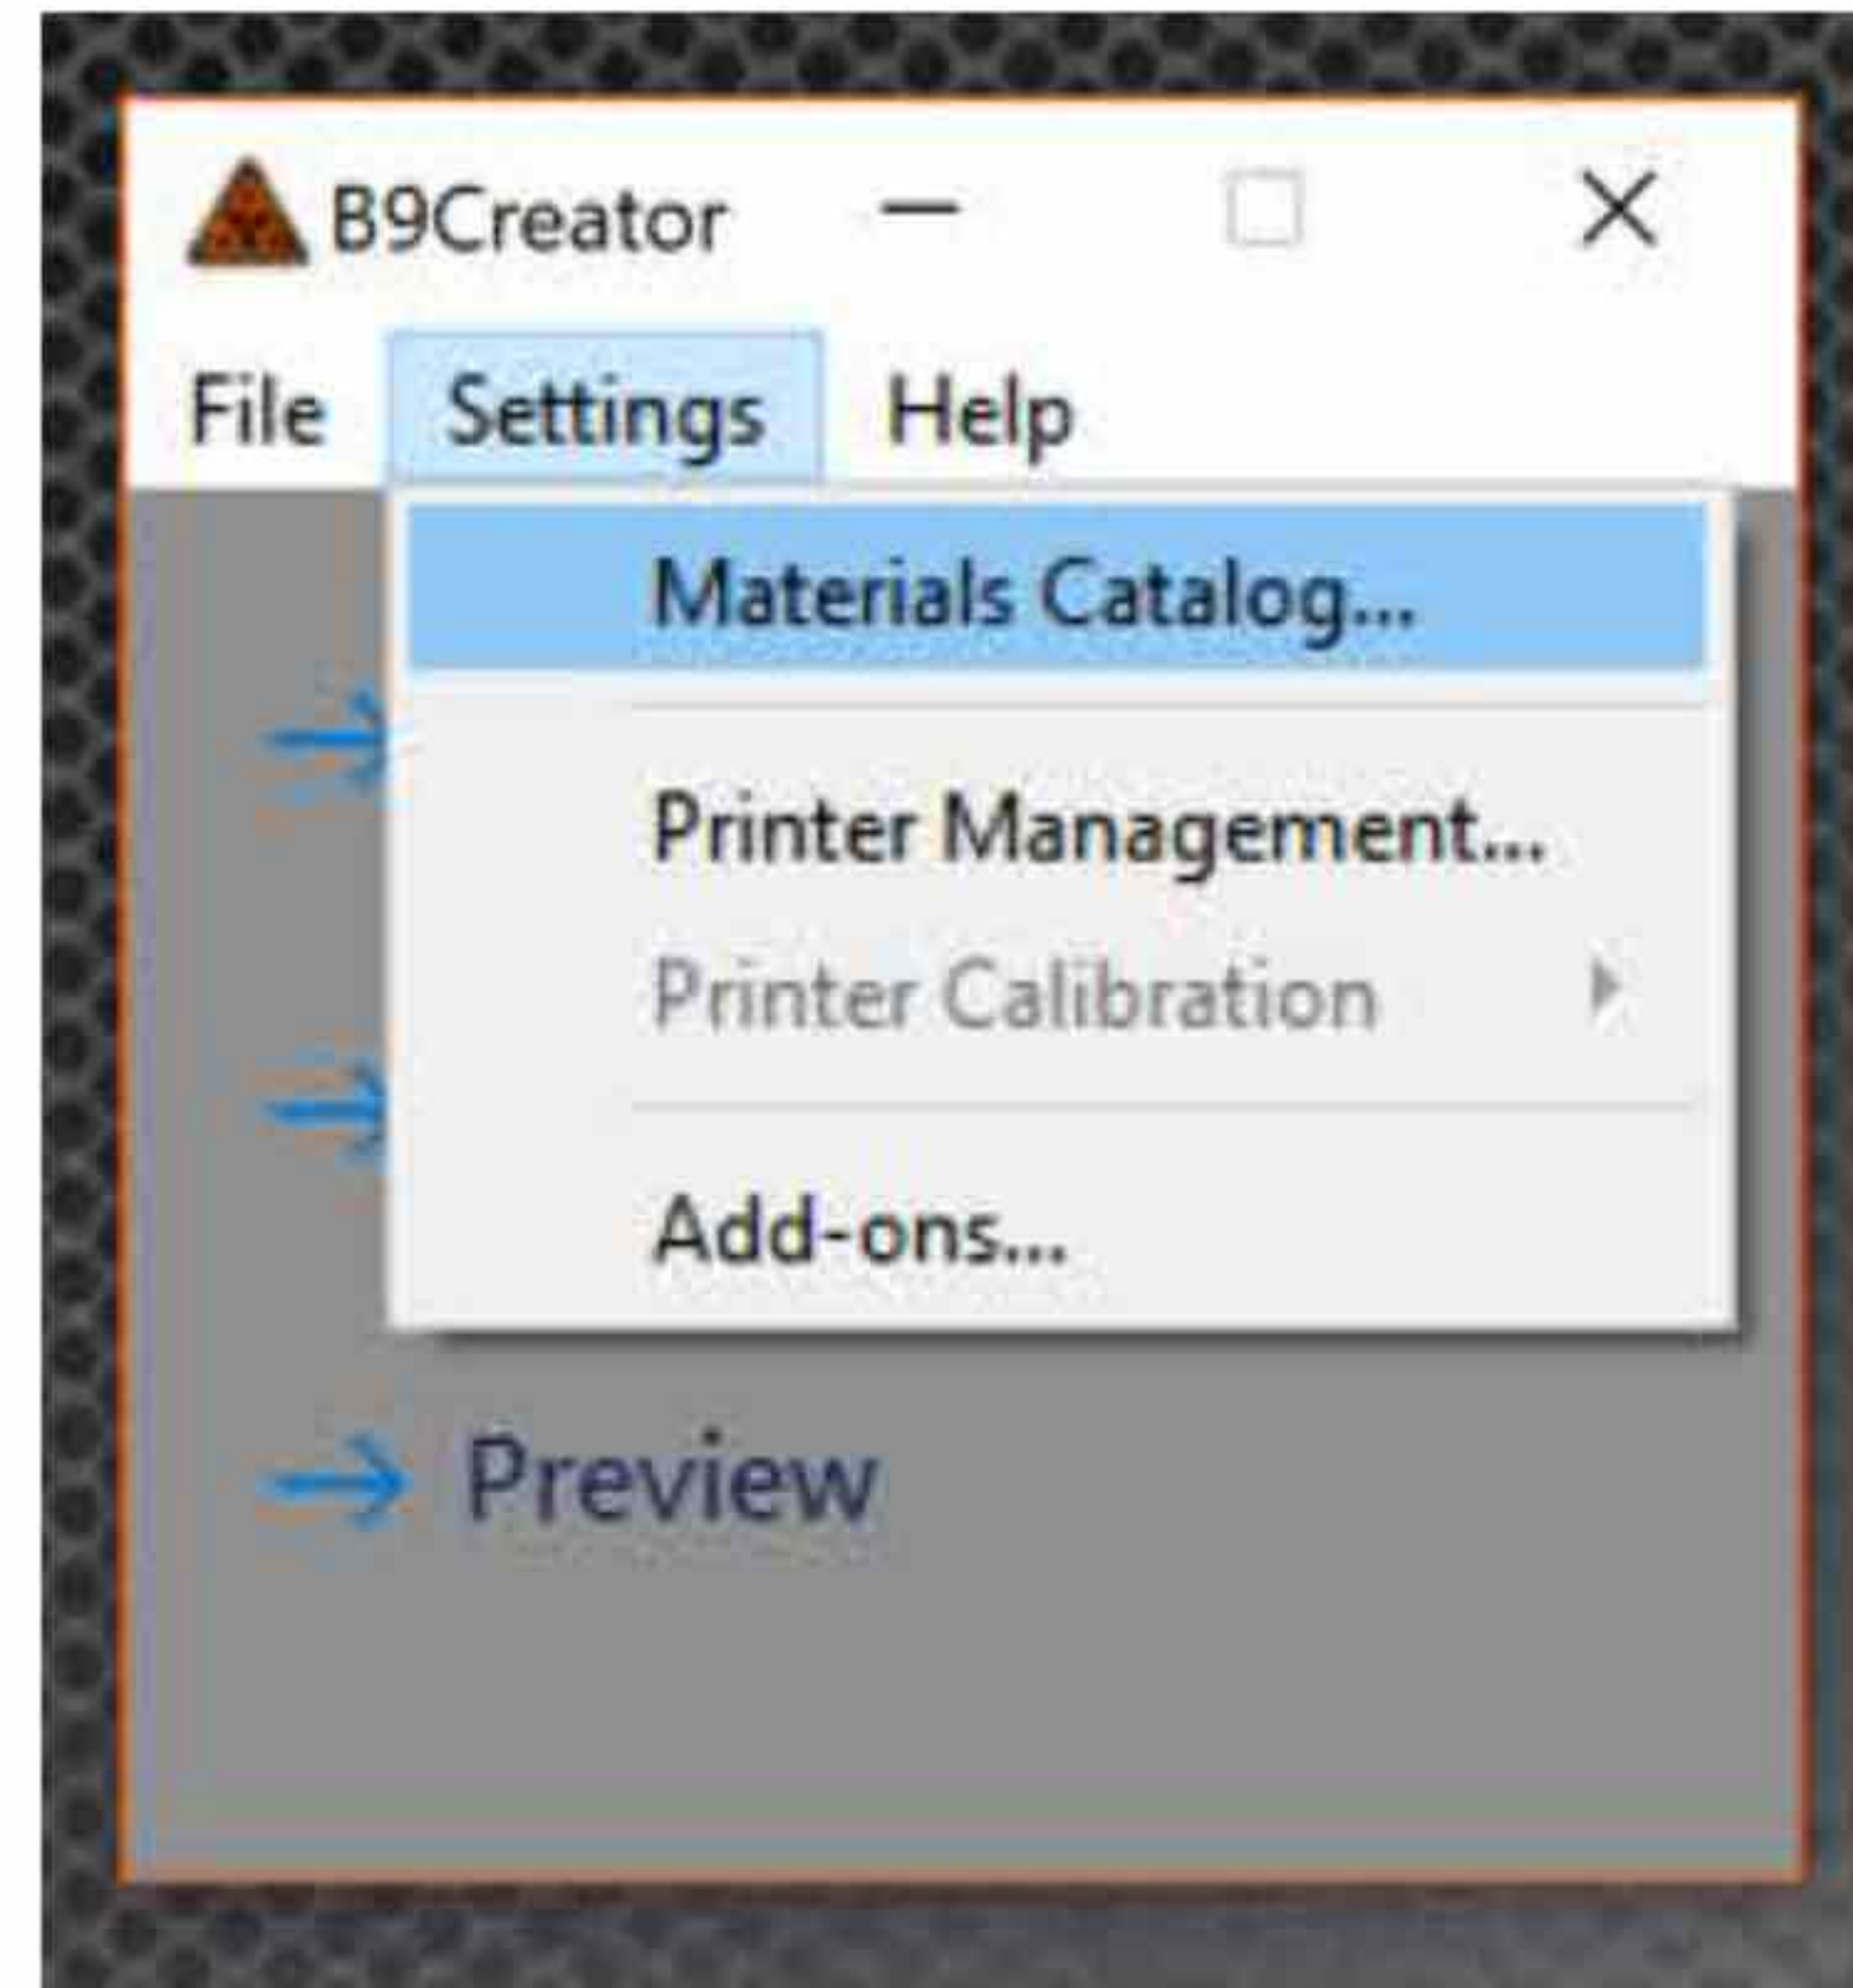 B9Creator
File Settings Help
Materials Catalog...
Printer Management...
Printer Calibration
Add-ons...
Preview